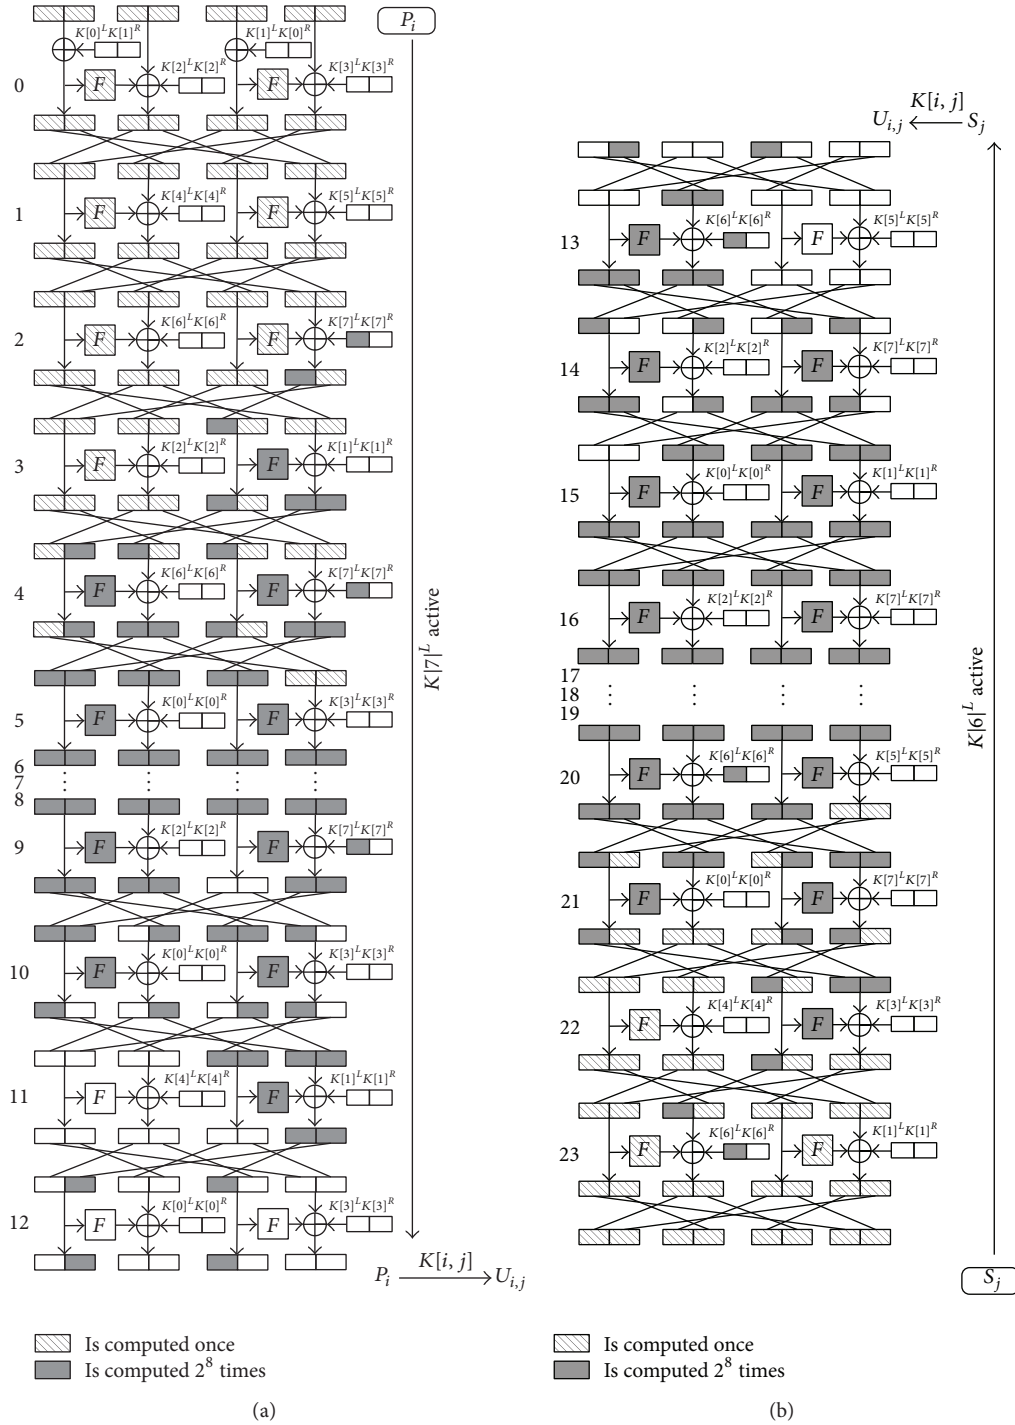 P_i
K[0]^L K[1]^R
K[1]^L K[0]^R
0
F
K[2]^L K[2]^R
F
K[3]^L K[3]^R
1
F
K[4]^L K[4]^R
F
K[5]^L K[5]^R
2
F
K[6]^L K[6]^R
F
K[7]^L K[7]^R
3
F
K[2]^L K[2]^R
F
K[1]^L K[1]^R
4
F
K[6]^L K[6]^R
F
K[7]^L K[7]^R
5
F
K[0]^L K[0]^R
F
K[3]^L K[3]^R
6
7
8
9
F
K[2]^L K[2]^R
F
K[7]^L K[7]^R
10
F
K[0]^L K[0]^R
F
K[3]^L K[3]^R
11
F
K[4]^L K[4]^R
F
K[1]^L K[1]^R
12
F
K[0]^L K[0]^R
F
K[3]^L K[3]^R
K|7|^L active
P_i K[i, j] U_{i,j}
Is computed once
Is computed 2^8 times
(a)
K[i, j]
U_{i,j} S_j
13
F
K[6]^L K[6]^R
F
K[5]^L K[5]^R
14
F
K[2]^L K[2]^R
F
K[7]^L K[7]^R
15
F
K[0]^L K[0]^R
F
K[1]^L K[1]^R
16
F
K[2]^L K[2]^R
F
K[7]^L K[7]^R
17
18
19
20
F
K[6]^L K[6]^R
F
K[5]^L K[5]^R
21
F
K[0]^L K[0]^R
F
K[7]^L K[7]^R
22
F
K[4]^L K[4]^R
F
K[3]^L K[3]^R
23
F
K[6]^L K[6]^R
F
K[1]^L K[1]^R
K|6|^L active
S_j
Is computed once
Is computed 2^8 times
(b)